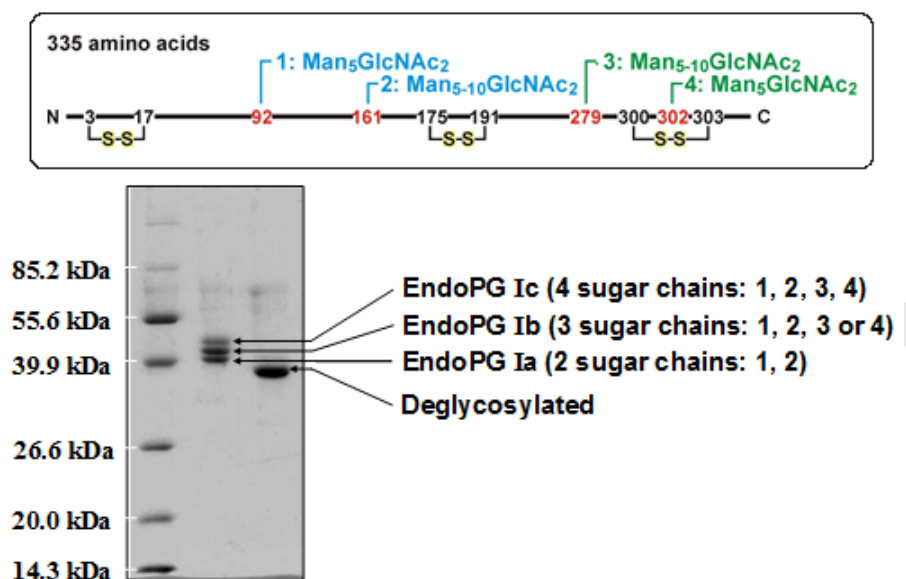 335 amino acids
1: Man5GlcNAc2
2: Man5-10GlcNAc2
3: Man5-10GlcNAc2
4: Man5GlcNAc2
N 3 17 92 161 175 191 279 300 302 303 C
S-S S-S S-S
85.2 kDa
55.6 kDa
39.9 kDa
26.6 kDa
20.0 kDa
14.3 kDa
EndoPG Ic (4 sugar chains: 1, 2, 3, 4)
EndoPG Ib (3 sugar chains: 1, 2, 3 or 4)
EndoPG Ia (2 sugar chains: 1, 2)
Deglycosylated